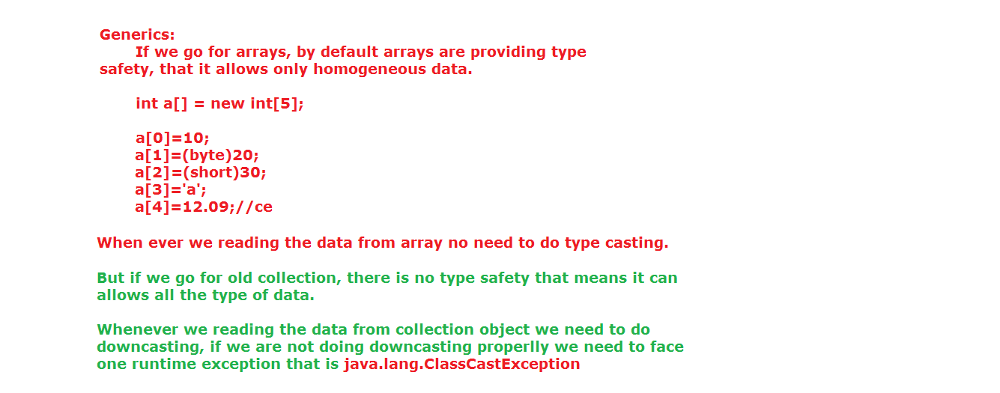 Generics:
If we go for arrays, by default arrays are providing type
safety, that it allows only homogeneous data.
int a[] = new int[5];
a[0]=10;
a[1]=(byte)20;
a[2]=(short)30;
a[3]='a';
a[4]=12.09;//ce
When ever we reading the data from array no need to do type casting.
But if we go for old collection, there is no type safety that means it can
allows all the type of data.
Whenever we reading the data from collection object we need to do
downcasting, if we are not doing downcasting properlly we need to face
one runtime exception that is java.lang.ClassCastException